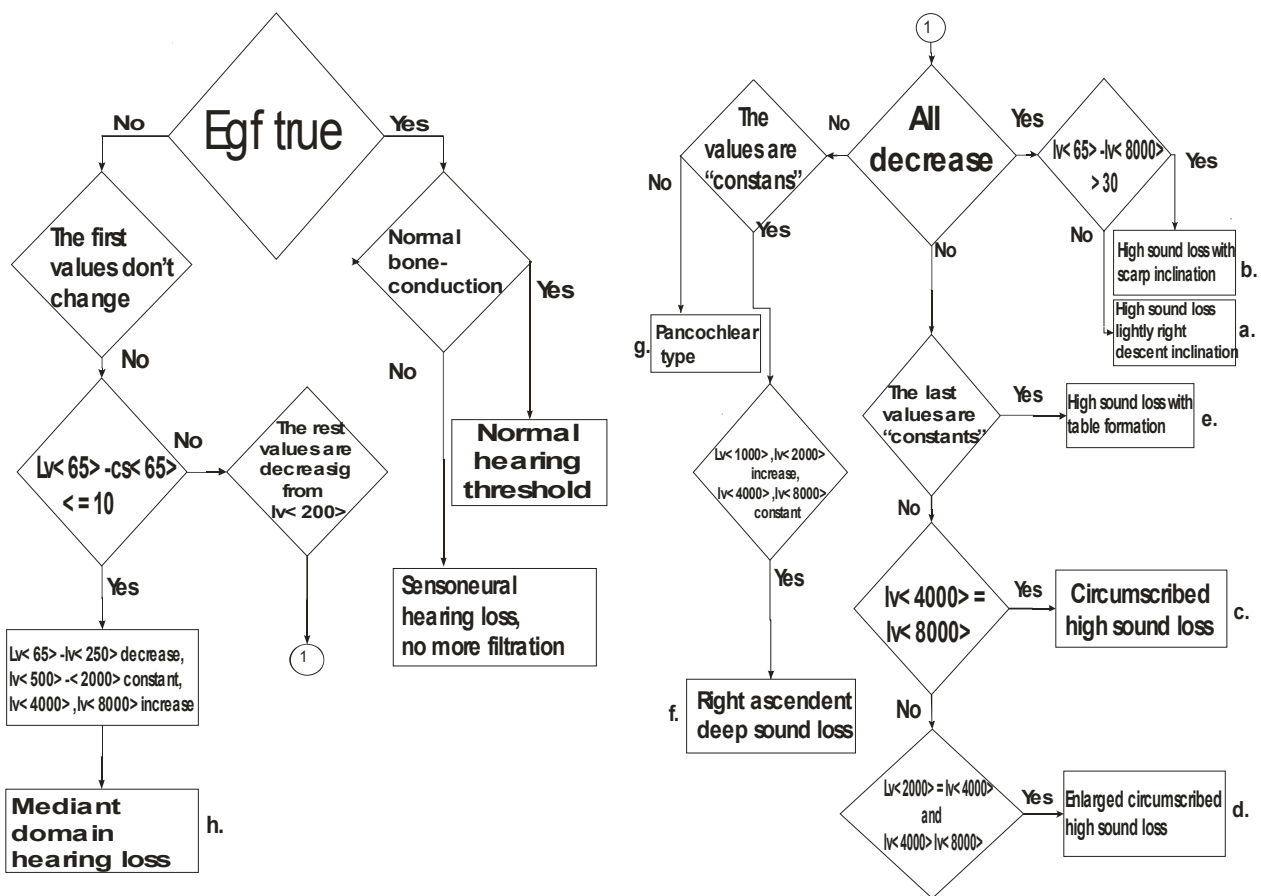 Egf true
No
Yes
The first
values don't
change
Normal
bone-
conduction
Yes
No
No
Normal
hearing
threshold
Lv< 65> -cs< 65>
< = 10
No
The rest
values are
decreasig
from
lv< 200>
Yes
Sensoneural
hearing loss,
no more filtration
Lv< 65> -lv< 250> decrease,
lv< 500> -< 2000> constant,
lv< 4000> ,lv< 8000> increase
1
Mediant
domain
hearing loss
h.
1
All
decrease
No
Yes
The
values are
"constans"
lv< 65> -lv< 8000>
> 30
Yes
No
No
Yes
No
High sound loss with
scarp inclination
b.
High sound loss
lightly right
descent inclination
a.
g.
Pancochlear
type
The last
values are
"constants"
Yes
High sound loss with
table formation
e.
Lv< 1000> ,lv< 2000>
increase,
lv< 4000> ,lv< 8000>
constant
No
Yes
lv< 4000> =
lv< 8000>
Yes
Circumscribed
high sound loss
c.
f.
Right ascendent
deep sound loss
No
Lv< 2000> = lv< 4000>
and
lv< 4000> lv< 8000>
Yes
Enlarged circumscribed
high sound loss
d.